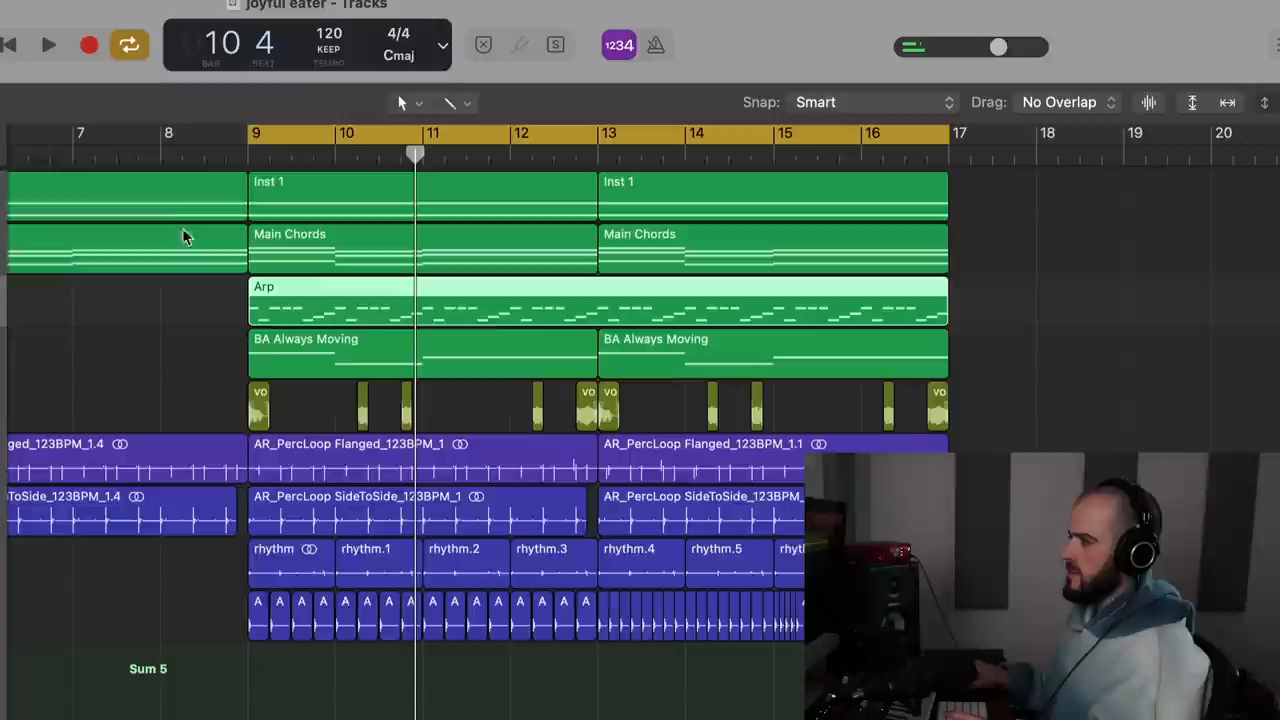 joyful eater - Tracks
10 4
BAR BEAT
120
KEEP
TEMPO
4/4
Cmaj
S
1234
Snap: Smart
Drag: No Overlap
7 8 9 10 11 12 13 14 15 16 17 18 19 20
Inst 1
Inst 1
Main Chords
Main Chords
Arp
BA Always Moving
BA Always Moving
vo vo vo
ged_123BPM_1.4
AR_PercLoop Flanged_123BPM_1
AR_PercLoop Flanged_123BPM_1.1
ToSide_123BPM_1.4
AR_PercLoop SideToSide_123BPM_1
AR_PercLoop SideToSide_123BPM_
rhythm rhythm.1 rhythm.2 rhythm.3 rhythm.4 rhythm.5 rhyt
A A A A A A A A A A A A A A A A
Sum 5